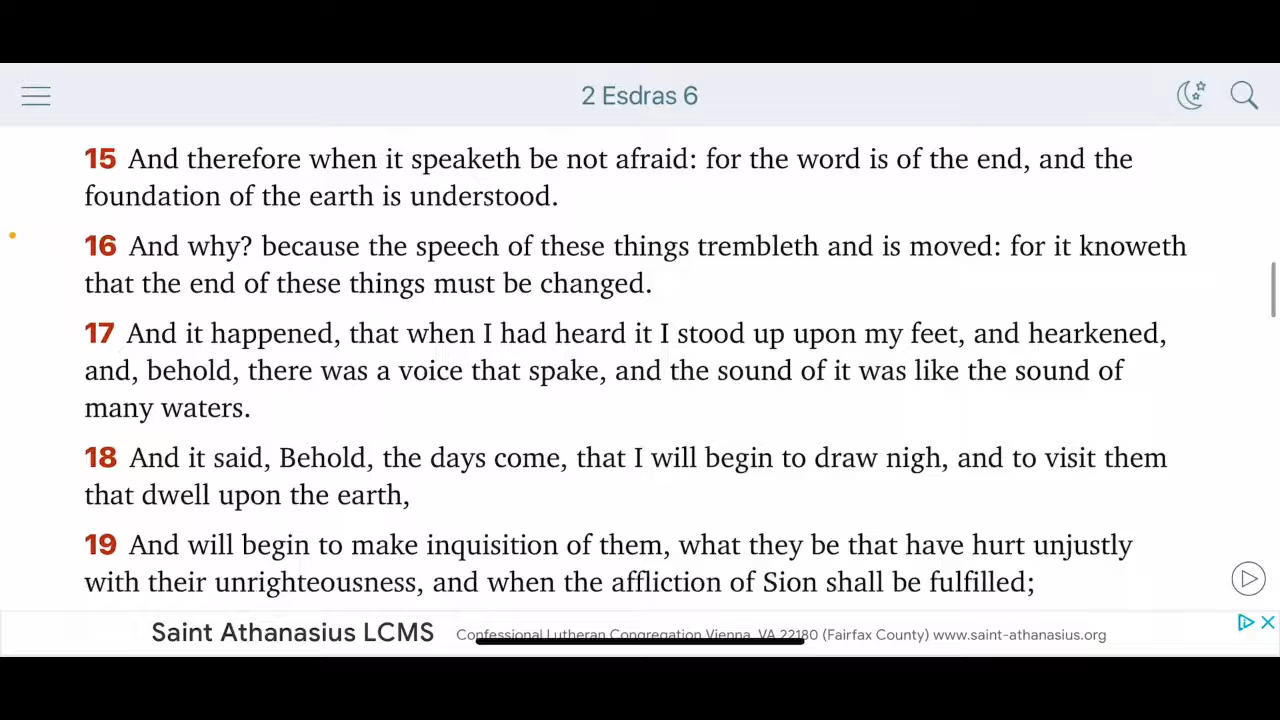 2 Esdras 6
15 And therefore when it speaketh be not afraid: for the word is of the end, and the
foundation of the earth is understood.
16 And why? because the speech of these things trembleth and is moved: for it knoweth
that the end of these things must be changed.
17 And it happened, that when I had heard it I stood up upon my feet, and hearkened,
and, behold, there was a voice that spake, and the sound of it was like the sound of
many waters.
18 And it said, Behold, the days come, that I will begin to draw nigh, and to visit them
that dwell upon the earth,
19 And will begin to make inquisition of them, what they be that have hurt unjustly
with their unrighteousness, and when the affliction of Sion shall be fulfilled;
Saint Athanasius LCMS Confessional Lutheran Congregation Vienna, VA 22180 (Fairfax County) www.saint-athanasius.org